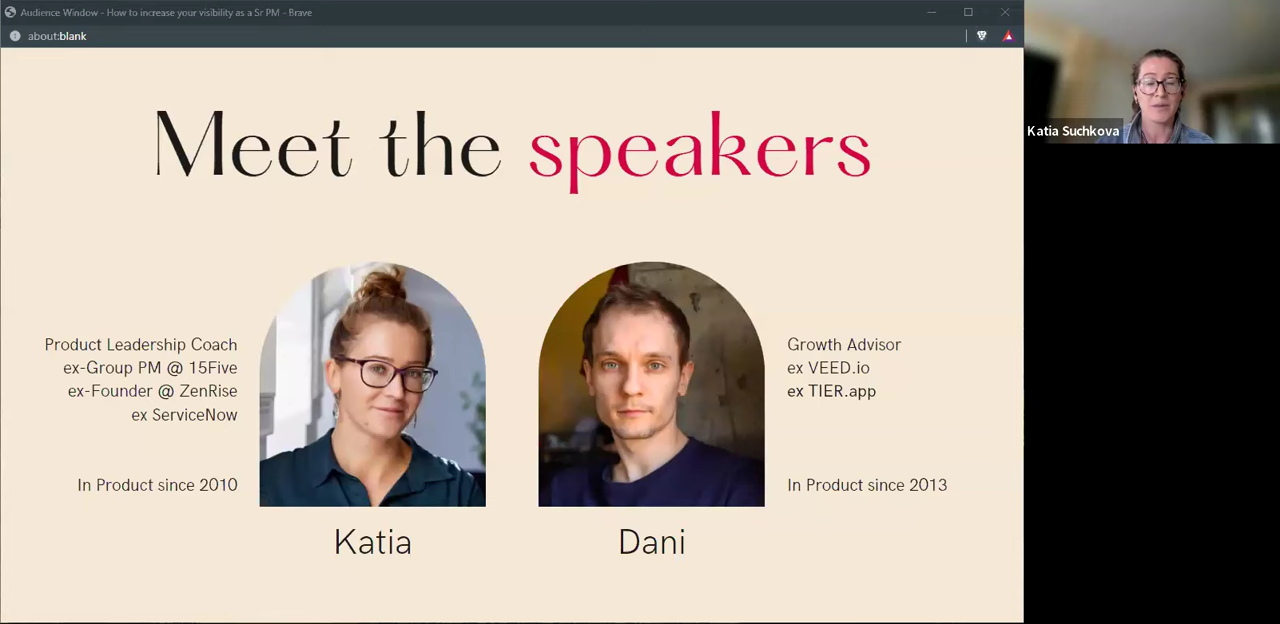 Audience Window - How to increase your visibility as a Sr PM - Brave
about:blank
Meet the speakers
Katia Suchkova
Product Leadership Coach
ex-Group PM @ 15Five
ex-Founder @ ZenRise
ex ServiceNow
In Product since 2010
Katia
Growth Advisor
ex VEED.io
ex TIER.app
In Product since 2013
Dani